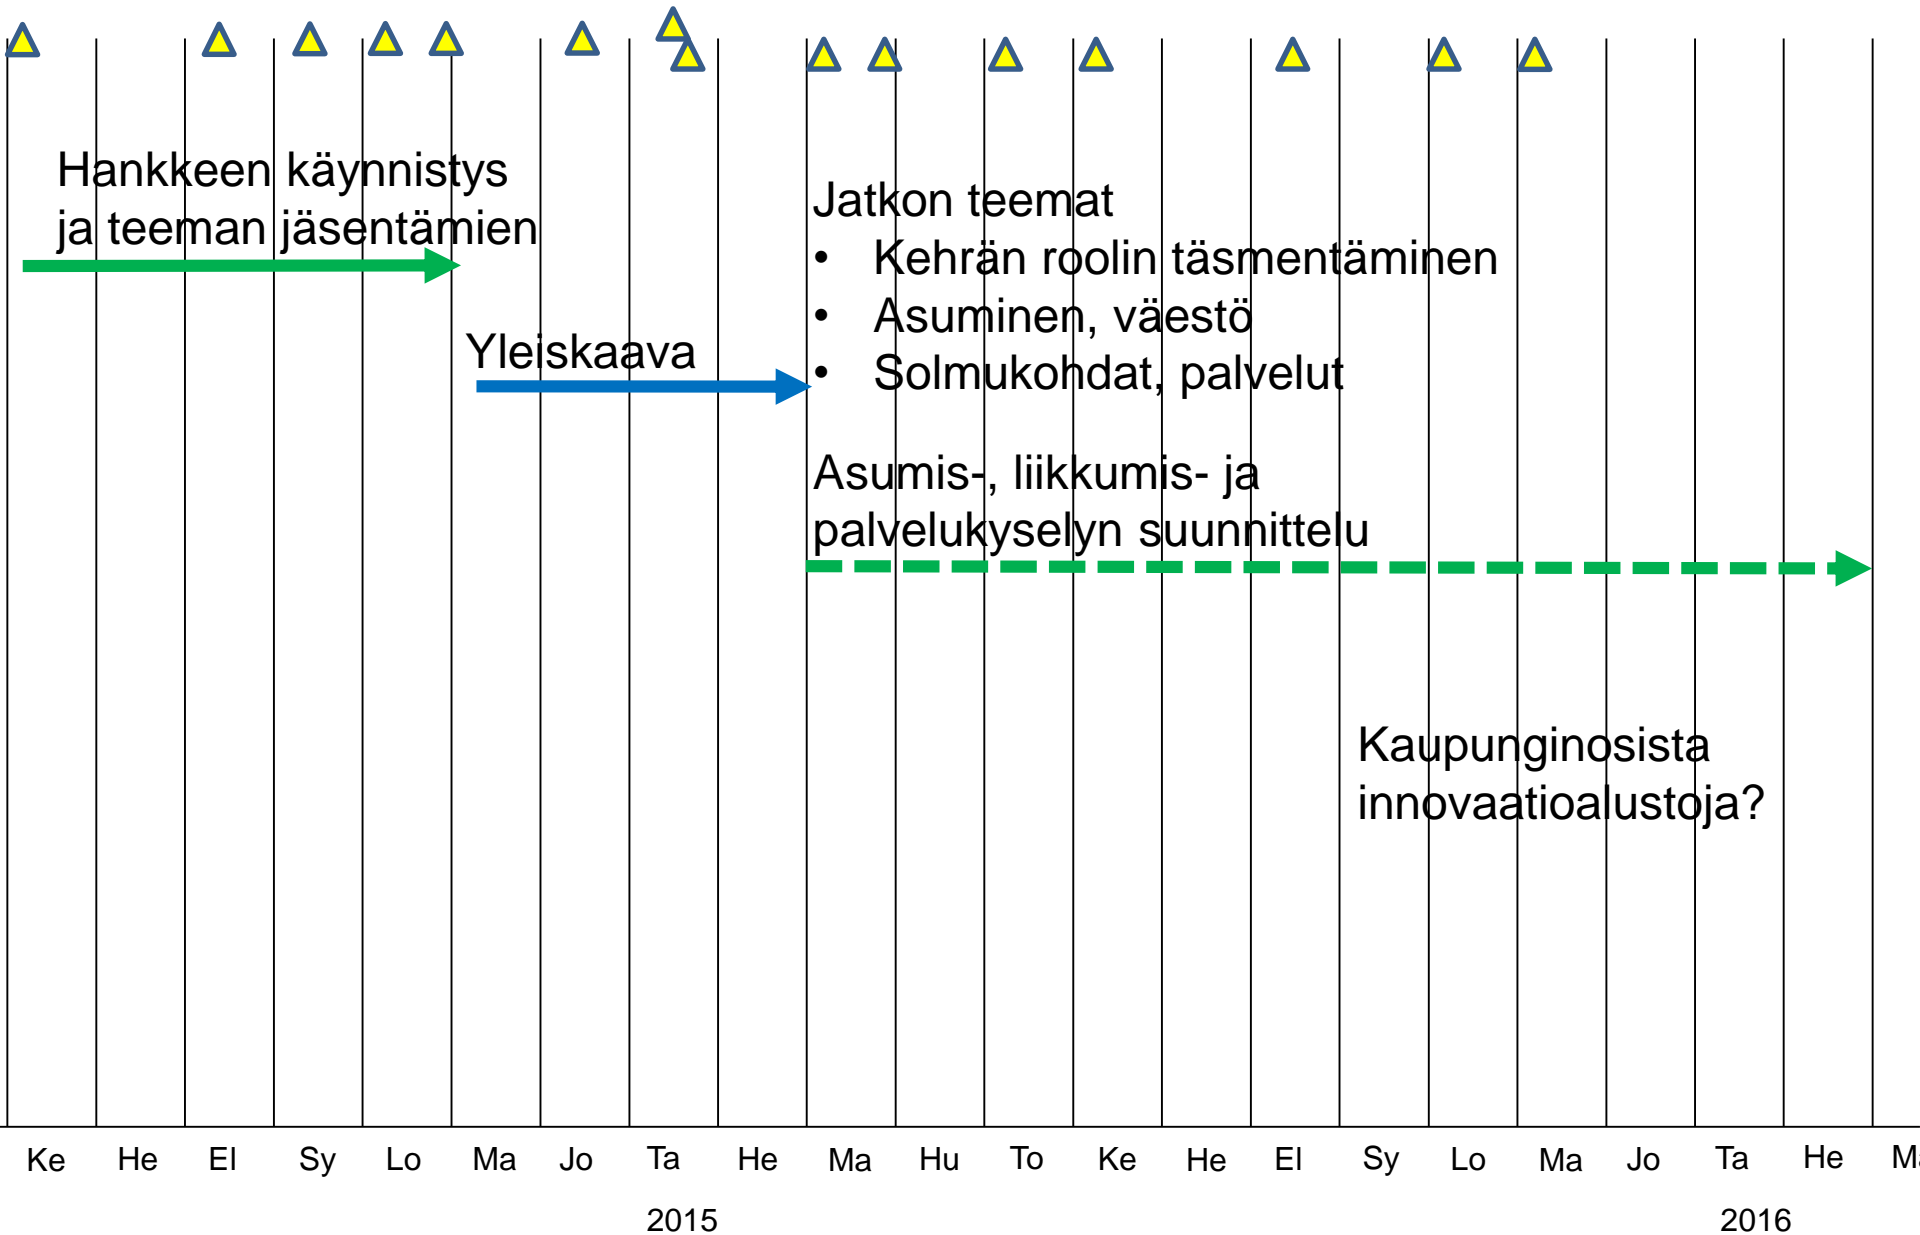 Hankkeen käynnistys
ja teeman jäsentämien
Yleiskaava
Jatkon teemat
• Kehrän roolin täsmentäminen
• Asuminen, väestö
• Solmukohdat, palvelut
Asumis-, liikkumis- ja
palvelukyselyn suunnittelu
Kaupunginosista
innovaatioalustoja?
Ke He El Sy Lo Ma Jo Ta He Ma Hu To Ke He El Sy Lo Ma Jo Ta He Ma
2015 2016